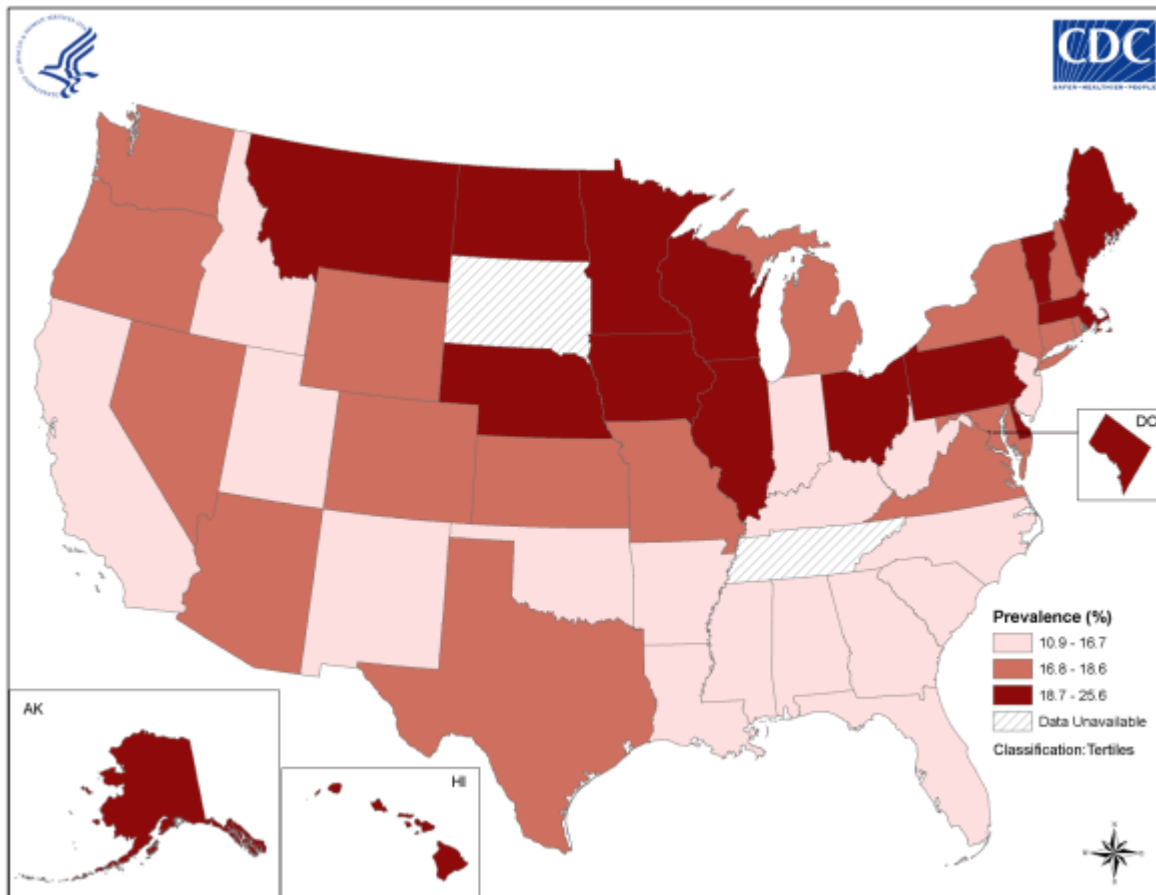 CDC
SAFER•HEALTHIER•PEOPLE
DC
Prevalence (%)
10.9 - 16.7
16.8 - 18.6
18.7 - 25.6
Data Unavailable
Classification: Tertiles
AK
HI